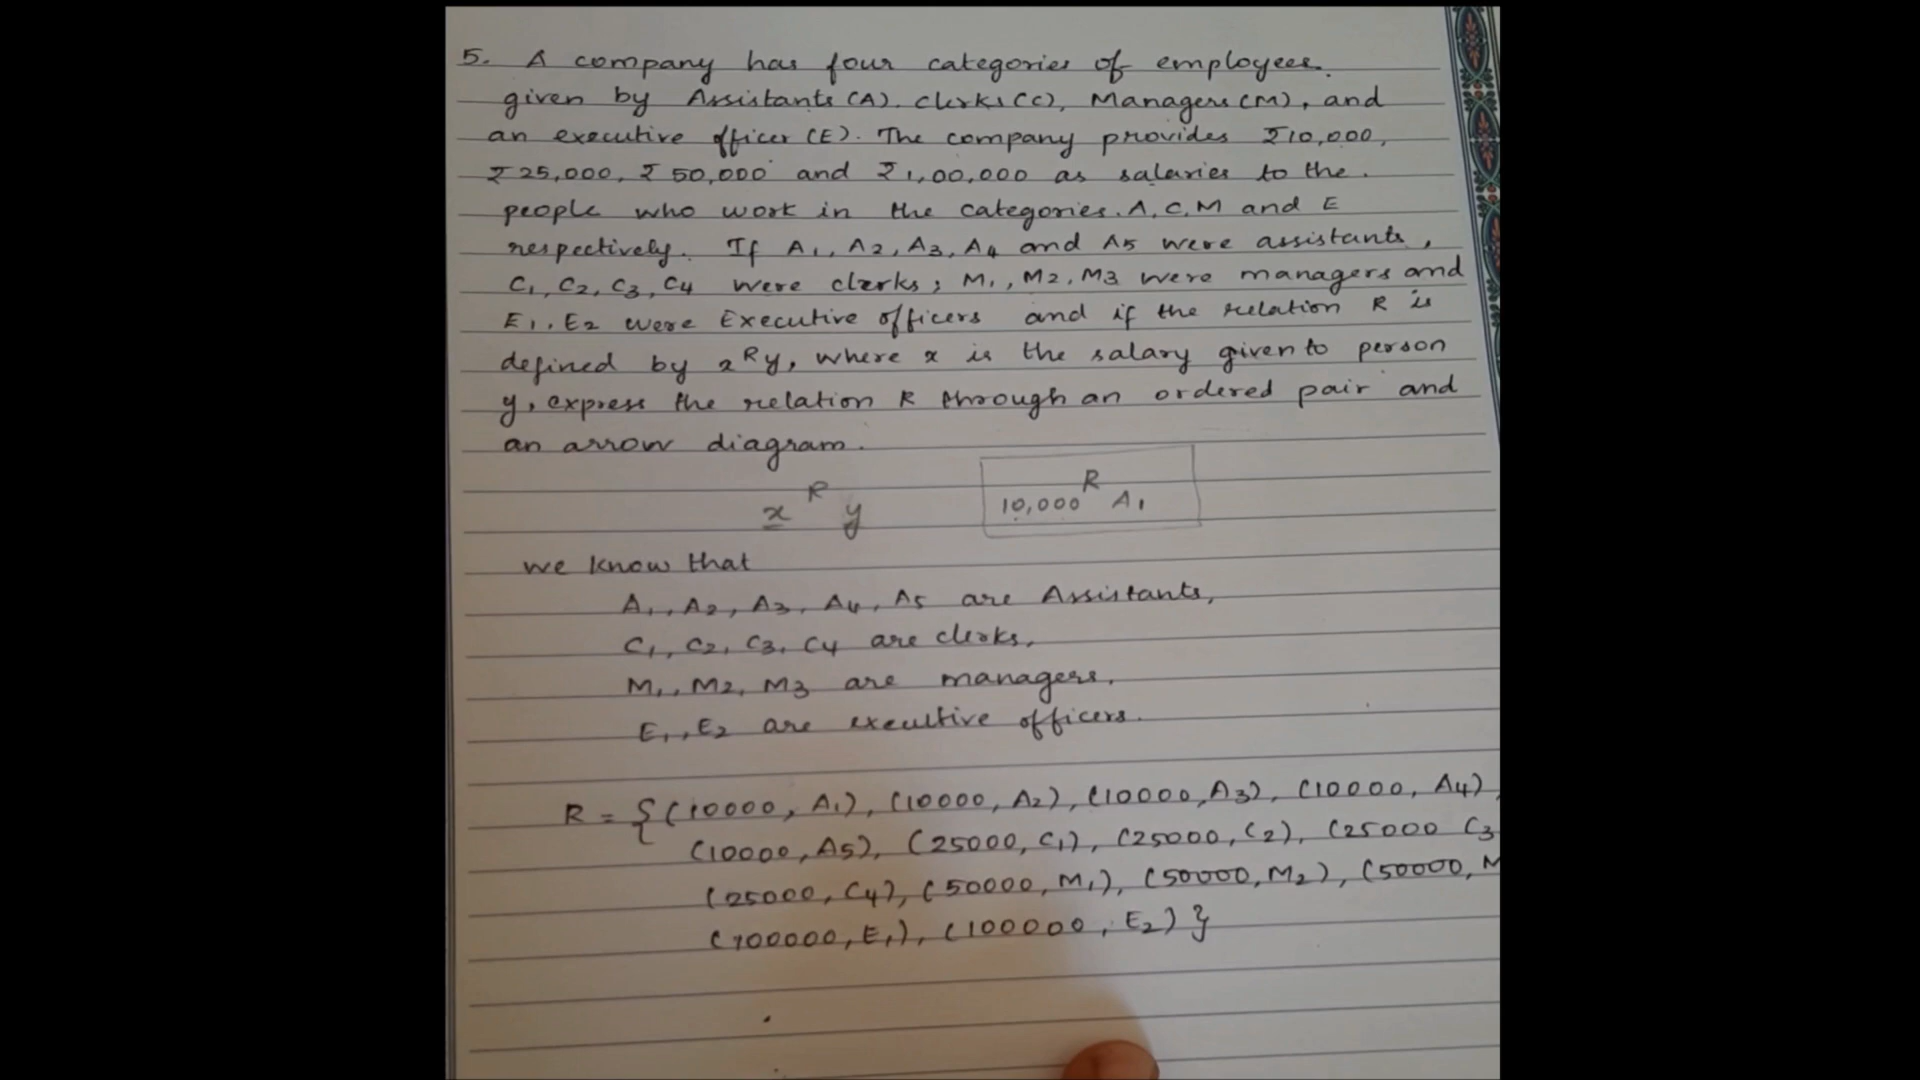 5. A company has four categories of employees.
given by Assistants (A). clerks (C), Managers (M), and
an executive officer (E). The company provides ₹10,000,
₹25,000, ₹50,000 and ₹1,00,000 as salaries to the.
people who work in the categories. A, C, M and E
respectively. If A1, A2, A3, A4 and A5 were assistants,
C1, C2, C3, C4 were clerks; M1, M2, M3 were managers and
E1, E2 were Executive officers and if the relation R is
defined by xRy, where x is the salary given to person
y, express the relation R through an ordered pair and
an arrow diagram.
x R y 10,000 R A1
we know that
A1, A2, A3, A4, A5 are Assistants,
C1, C2, C3, C4 are clerks,
M1, M2, M3 are managers,
E1, E2 are executive officers.
R = {(10000, A1), (10000, A2), (10000, A3), (10000, A4),
(10000, A5), (25000, C1), (25000, C2), (25000 C3
(25000, C4), (50000, M1), (50000, M2), (50000, M
(100000, E1), (100000, E2)}